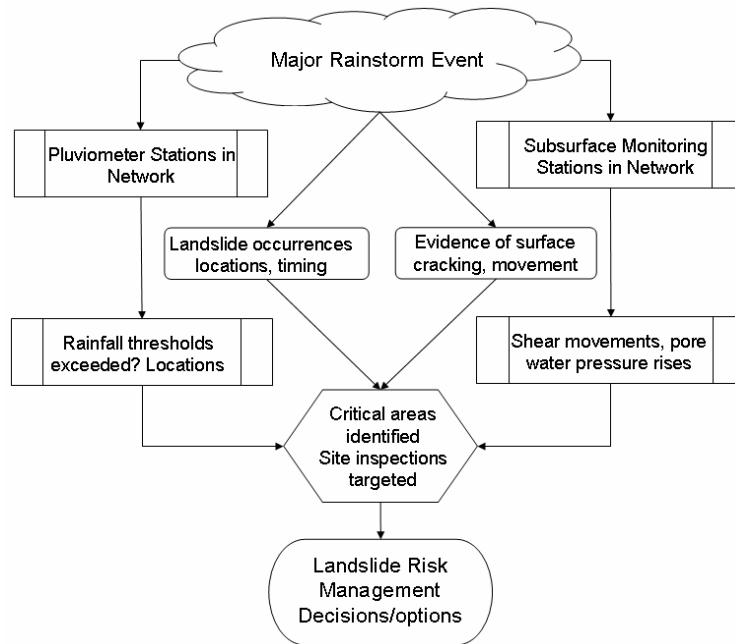 Major Rainstorm Event
Pluviometer Stations in
Network
Subsurface Monitoring
Stations in Network
Landslide occurrences
locations, timing
Evidence of surface
cracking, movement
Rainfall thresholds
exceeded? Locations
Shear movements, pore
water pressure rises
Critical areas
identified
Site inspections
targeted
Landslide Risk
Management
Decisions/options